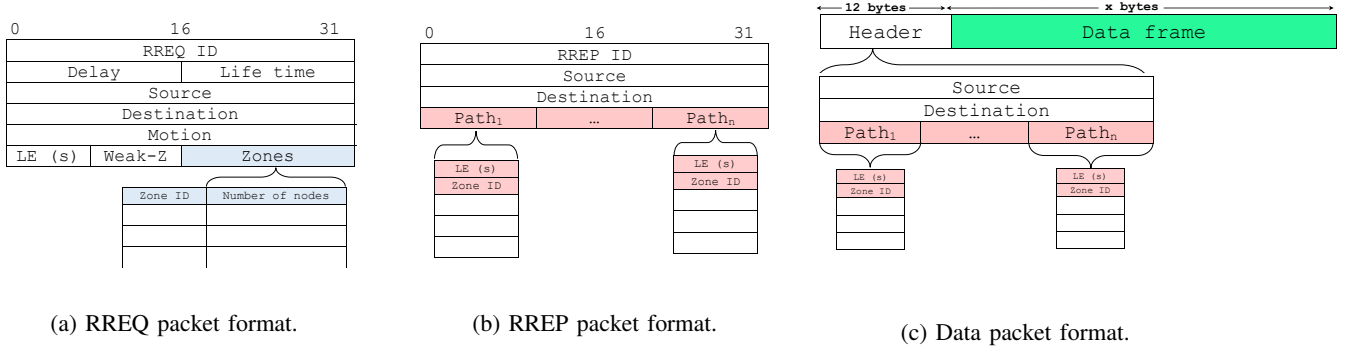 0 16 31
RREQ ID
Delay Life time
Source
Destination
Motion
LE (s) Weak-Z Zones
Zone ID Number of nodes
(a) RREQ packet format.
0 16 31
RREP ID
Source
Destination
Path₁ … Pathₙ
LE (s) LE (s)
Zone ID Zone ID
(b) RREP packet format.
12 bytes x bytes
Header Data frame
Source
Destination
Path₁ … Pathₙ
LE (s) LE (s)
Zone ID Zone ID
(c) Data packet format.